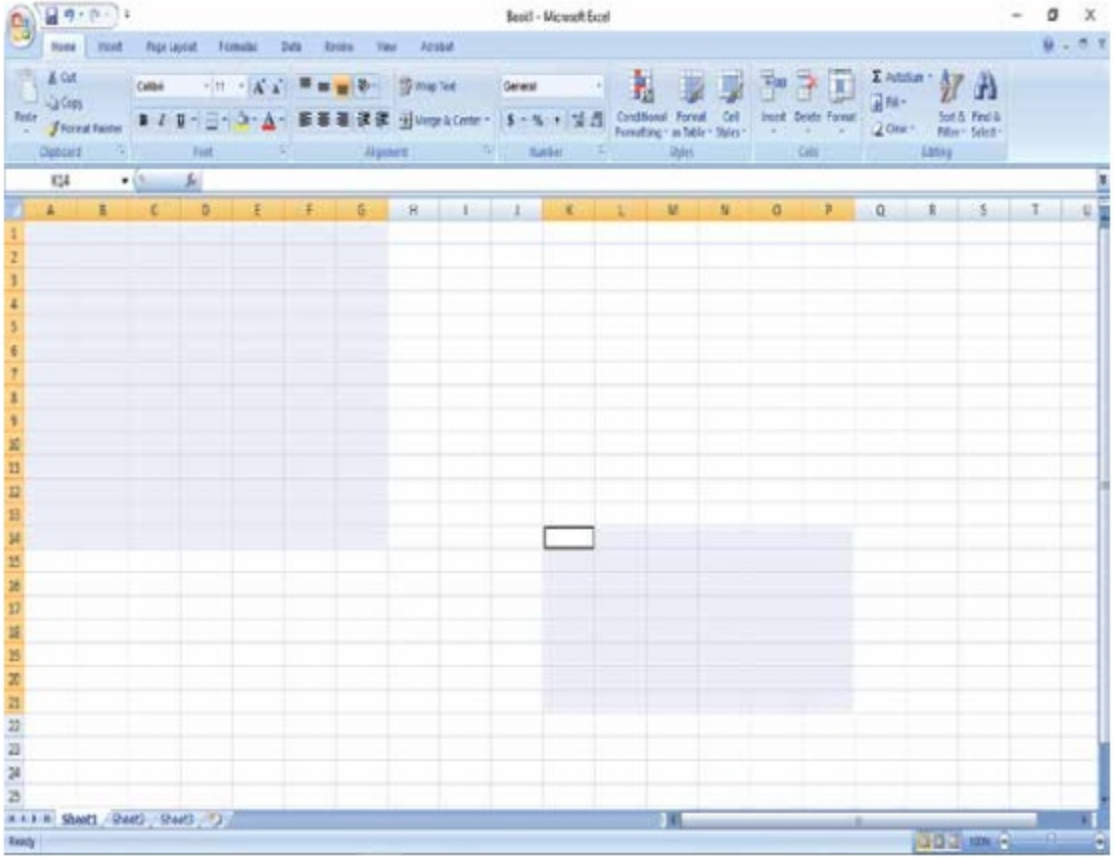 Book1 - Microsoft Excel
Home Insert Page Layout Formulas Data Review View Acrobat
Cut
Copy
Format Painter
Paste
Clipboard
Calibri 11
B I U
Font
Wrap Text
Merge & Center
Alignment
General
$ % ,
Number
Conditional Formatting
Format as Table
Cell Styles
Styles
Insert Delete Format
Cells
Σ AutoSum
Fill
Clear
Sort & Filter
Find & Select
Editing
K14 fx
A B C D E F G H I J K L M N O P Q R S T U
1
2
3
4
5
6
7
8
9
10
11
12
13
14
15
16
17
18
19
20
21
22
23
24
25
Sheet1 Sheet2 Sheet3
Ready 100%